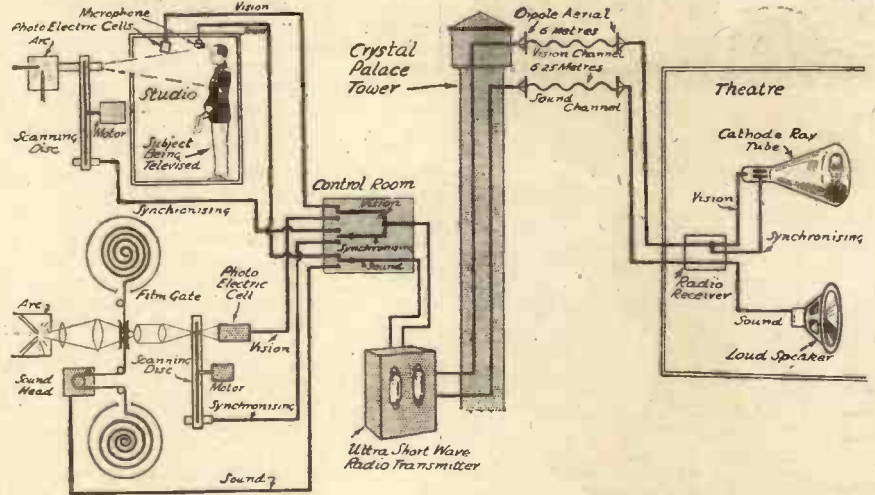 Microphone
Vision
Photo Electric Cells
Sound
Arc
Studio
Motor
Scanning
Disc
Subject
Being
Televised
Synchronising
Control Room
Vision
Synchronising
Sound
Film Gate
Photo
Electric
Cell
Arc
Vision
Scanning
Disc
Sound
Head
Motor
Synchronising
Sound
Crystal
Palace
Tower
Dipole Aerial
6 Metres
Vision Channel
6.25 Metres
Sound
Channel
Ultra Short Wave
Radio Transmitter
Theatre
Cathode Ray
Tube
Vision
Synchronising
Radio
Receiver
Sound
Loud Speaker